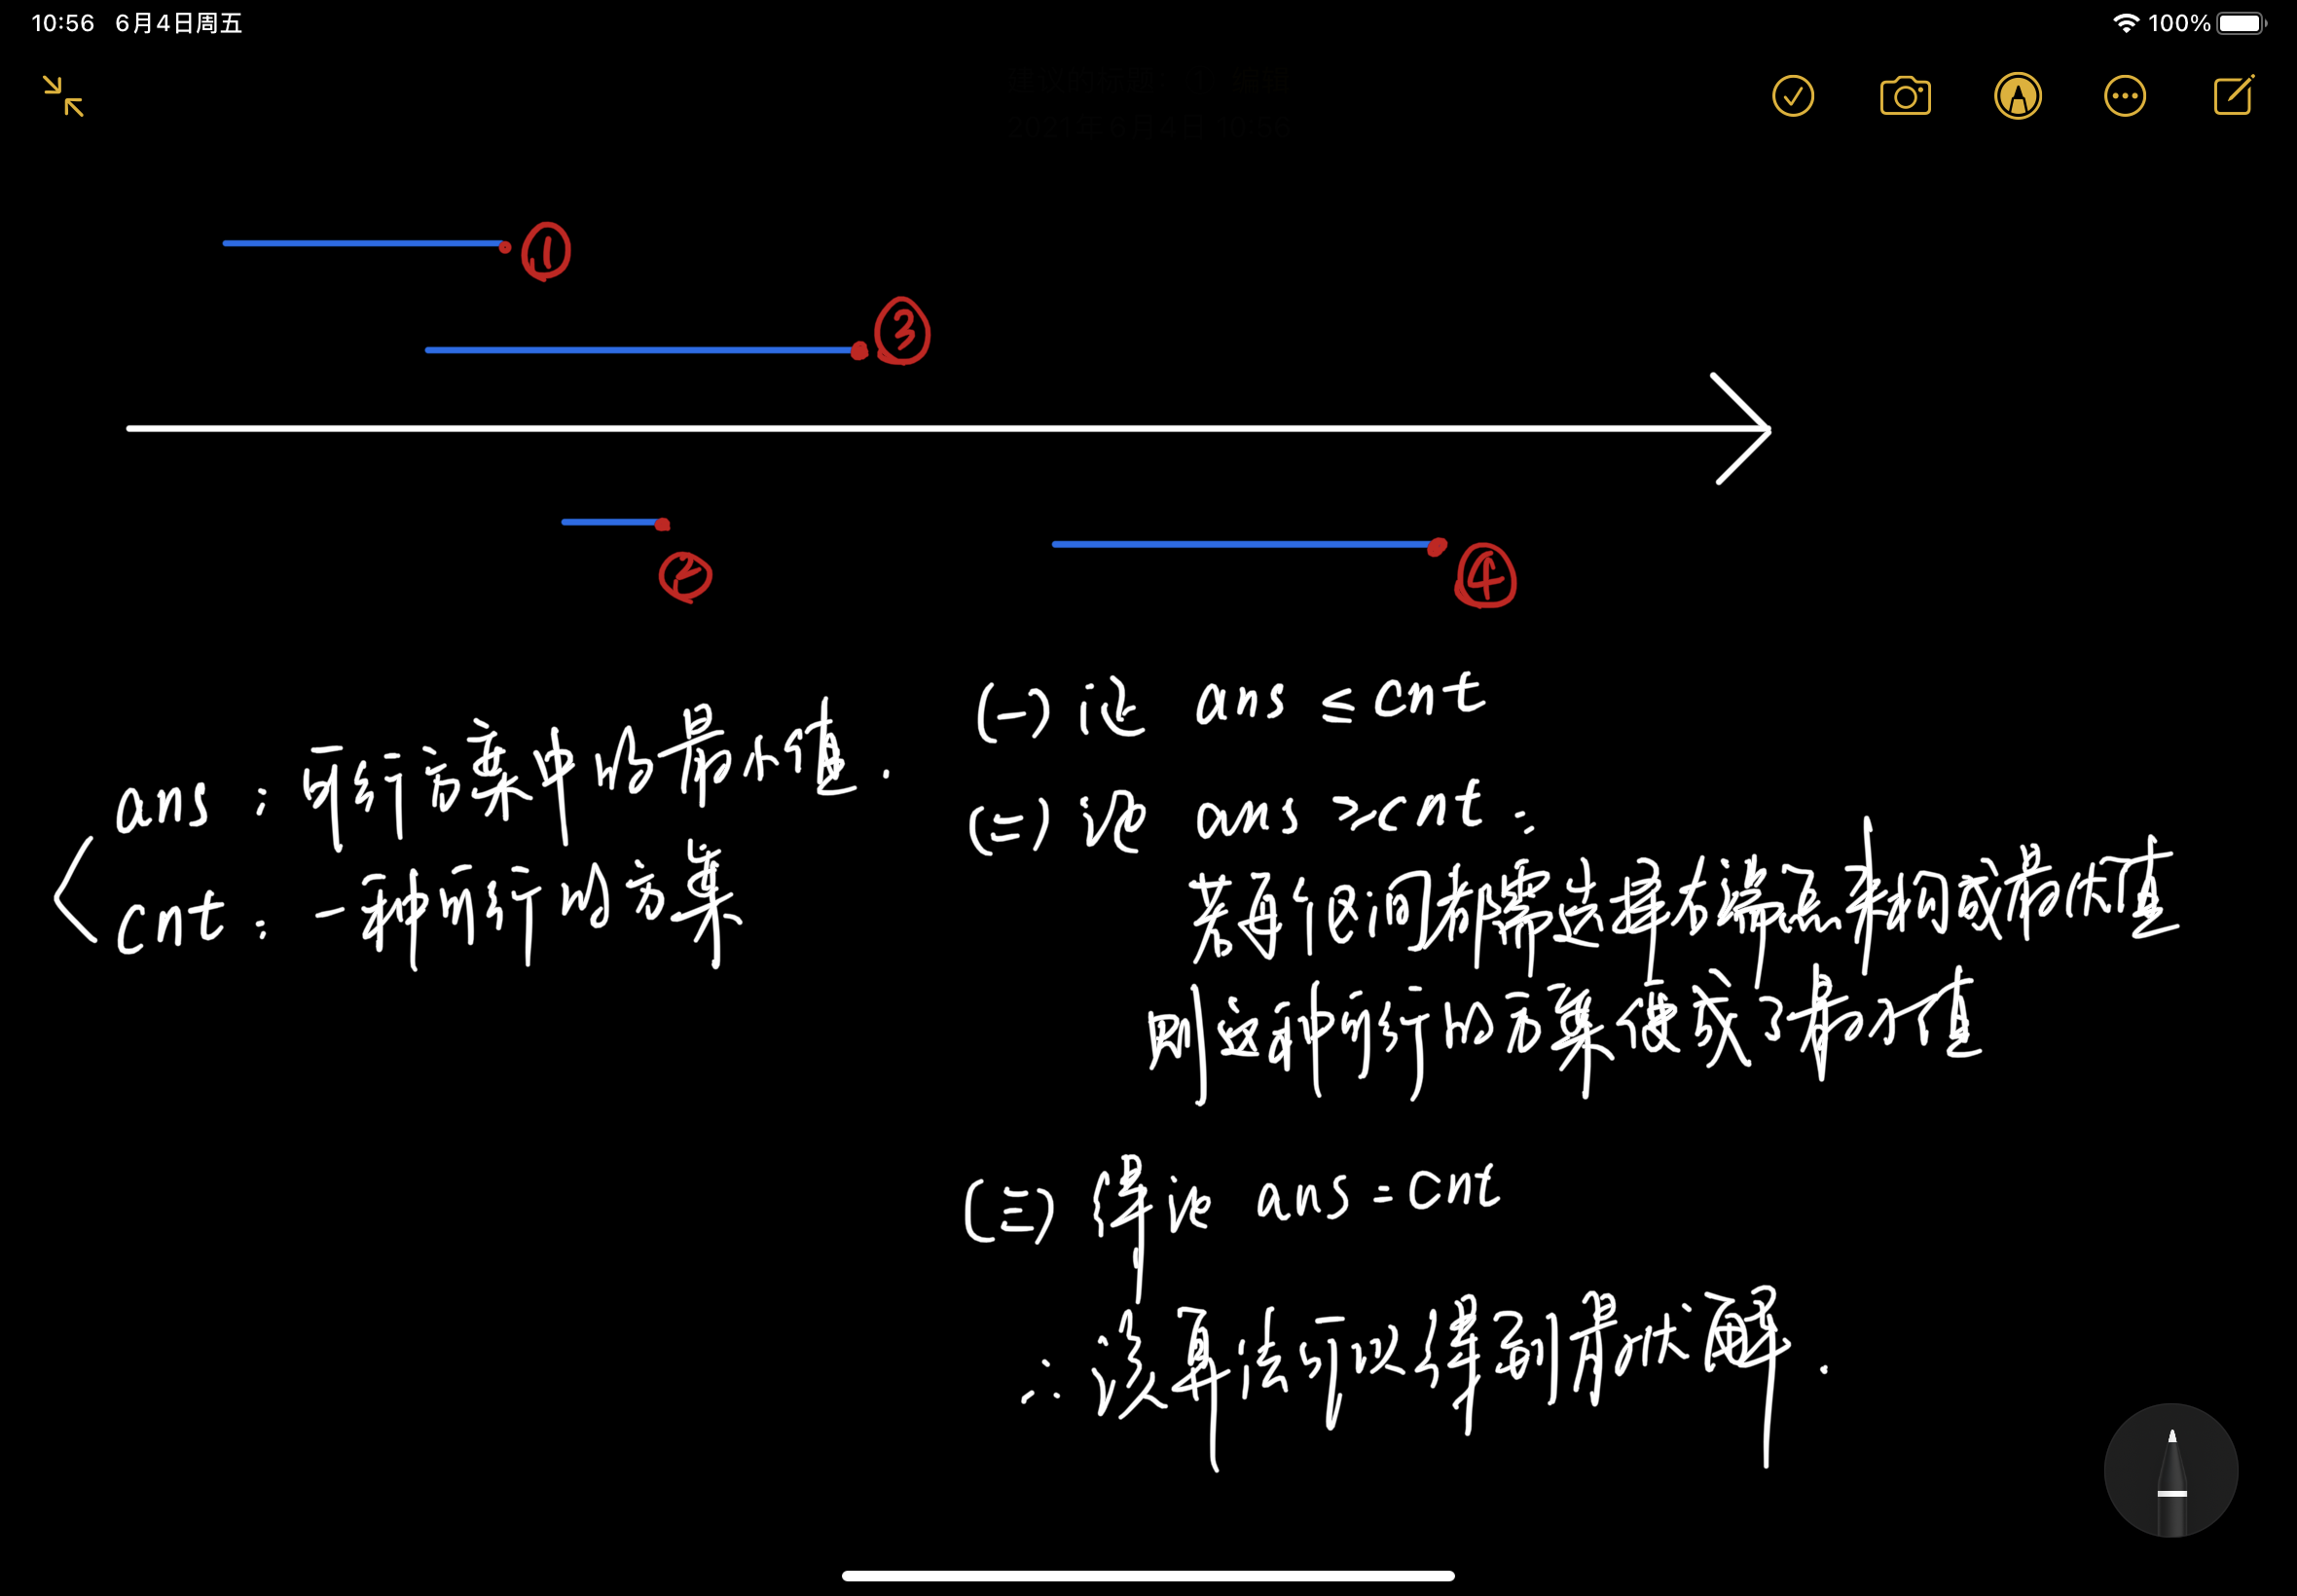 10:56 6月4日周五
100%
①
③
②
④
ans：可行方案中的最小值．
cnt：一种可行的方案
(一) 证 ans ≤ cnt
(二) 证 ans ≥ cnt：
若每个区间都需选择右端点来构成最优值
则这种可行的方案便成了最小值
(三) 得证 ans = cnt
∴ 该算法可以得到最优解．